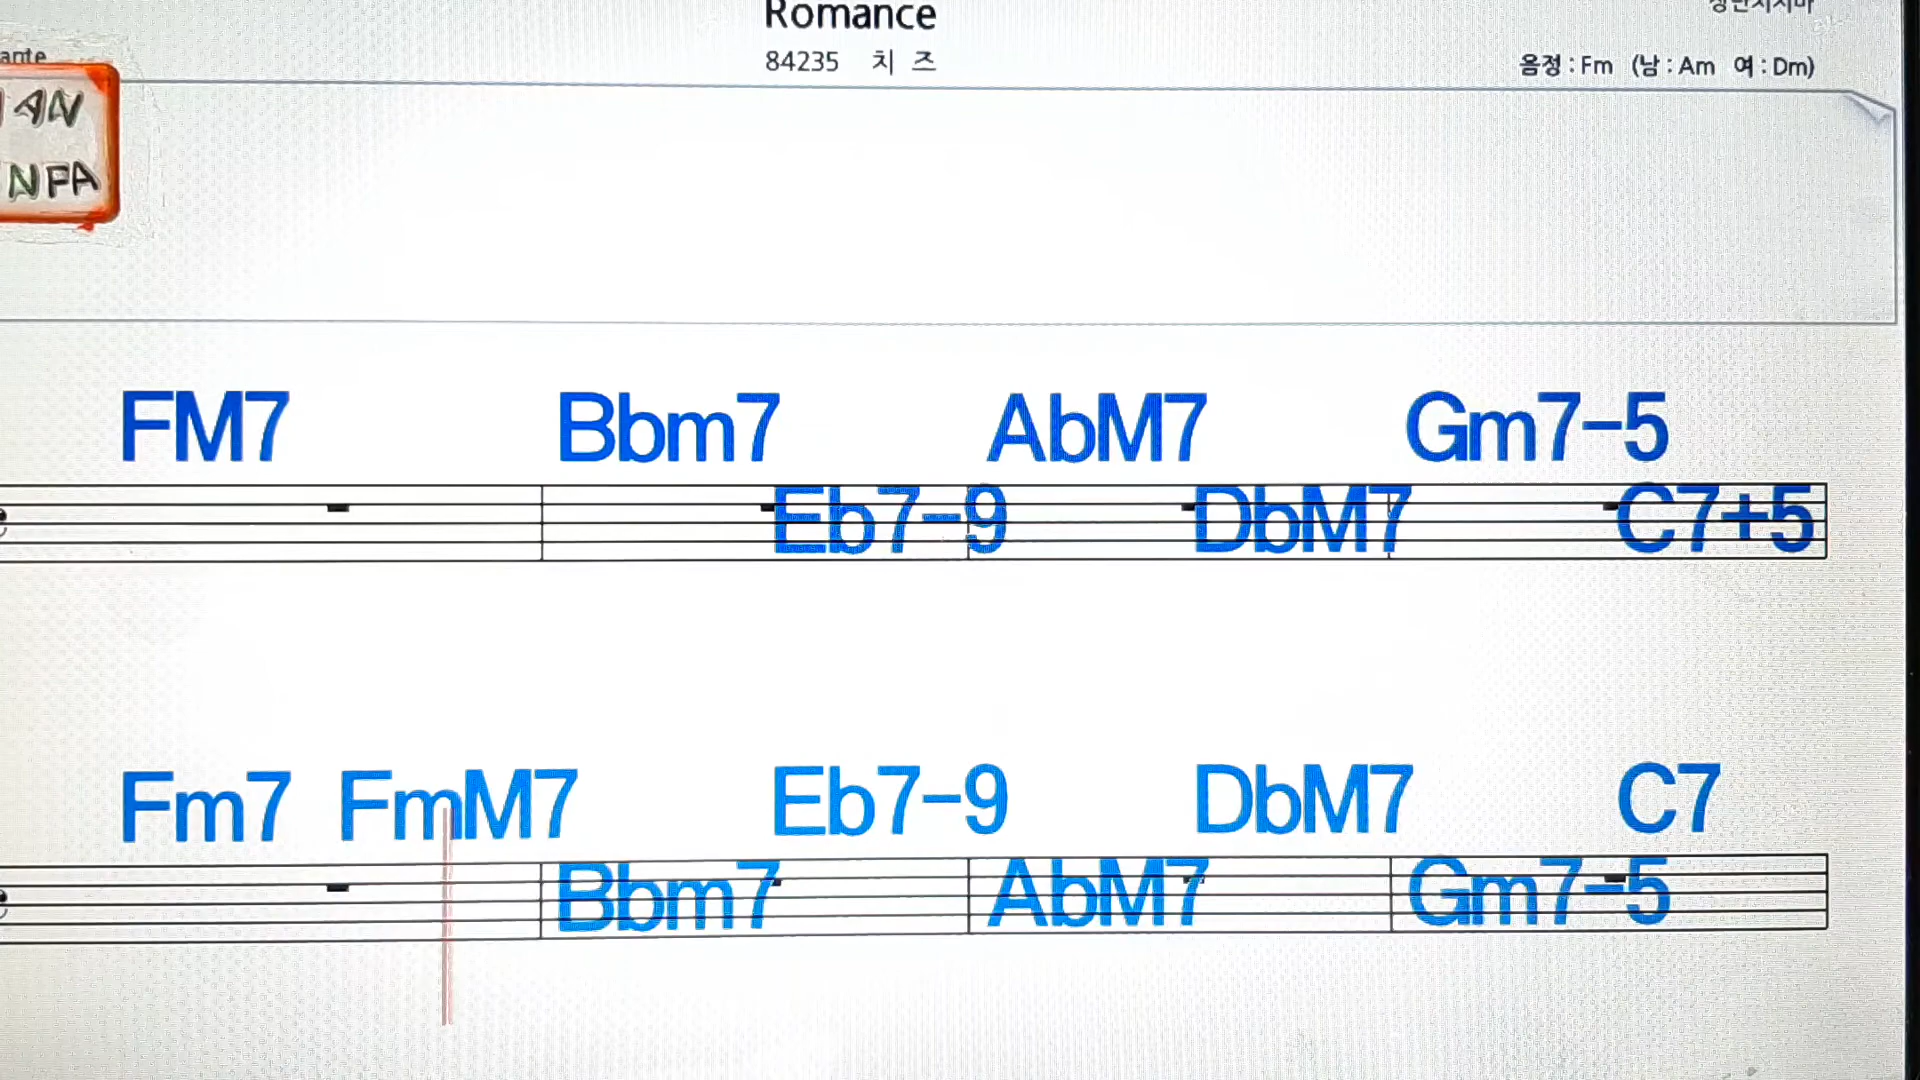 Romance
84235 치 즈
음정 : Fm (남 : Am 여 : Dm)
AN
NFA
FM7 Bbm7 AbM7 Gm7-5
Eb7-9 DbM7 C7+5
Fm7 FmM7 Eb7-9 DbM7 C7
Bbm7 AbM7 Gm7-5